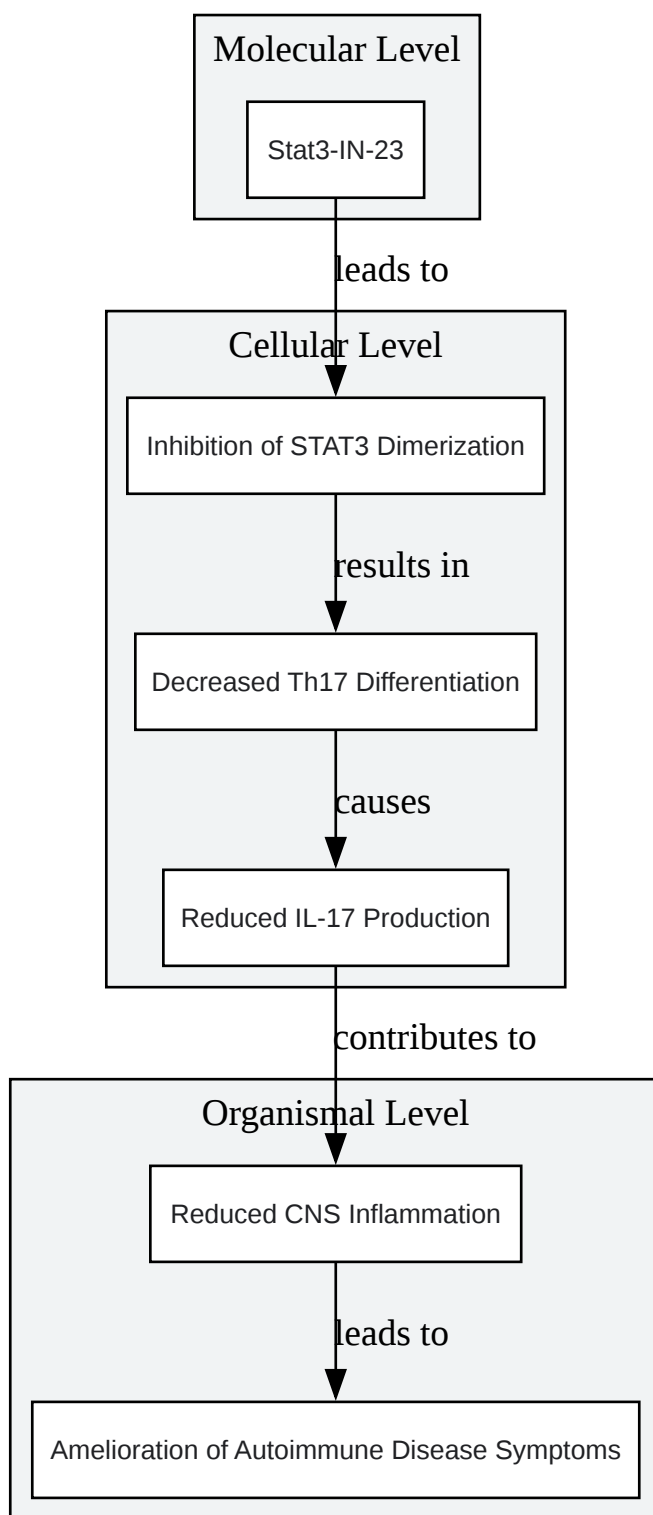 Molecular Level
Stat3-IN-23
leads to
Cellular Level
Inhibition of STAT3 Dimerization
results in
Decreased Th17 Differentiation
causes
Reduced IL-17 Production
contributes to
Organismal Level
Reduced CNS Inflammation
leads to
Amelioration of Autoimmune Disease Symptoms